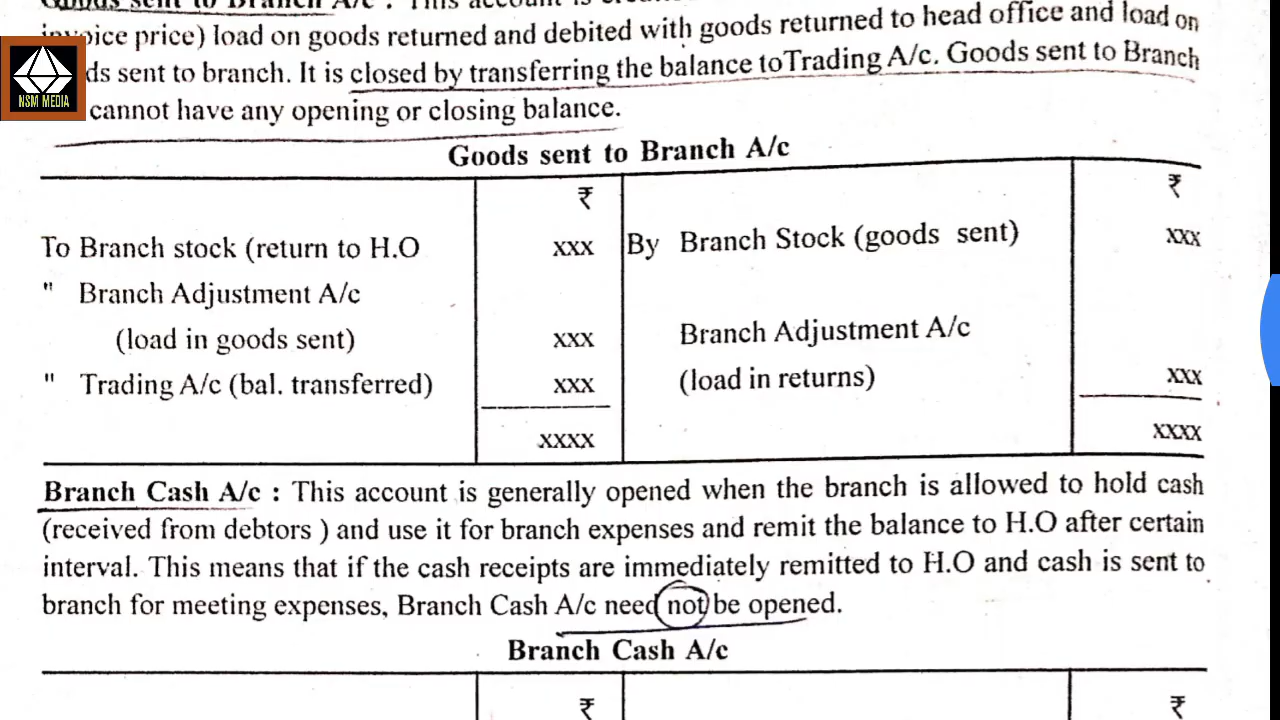 Goods sent to Branch A/c : This account is
invoice price) load on goods returned and debited with goods returned to head office and load on
ds sent to branch. It is closed by transferring the balance toTrading A/c. Goods sent to Branch
cannot have any opening or closing balance.
NSM MEDIA
Goods sent to Branch A/c
₹ ₹
To Branch stock (return to H.O xxx By Branch Stock (goods sent) xxx
" Branch Adjustment A/c
(load in goods sent) xxx Branch Adjustment A/c
" Trading A/c (bal. transferred) xxx (load in returns) xxx
xxxx xxxx
Branch Cash A/c : This account is generally opened when the branch is allowed to hold cash
(received from debtors ) and use it for branch expenses and remit the balance to H.O after certain
interval. This means that if the cash receipts are immediately remitted to H.O and cash is sent to
branch for meeting expenses, Branch Cash A/c need not be opened.
Branch Cash A/c
₹ ₹